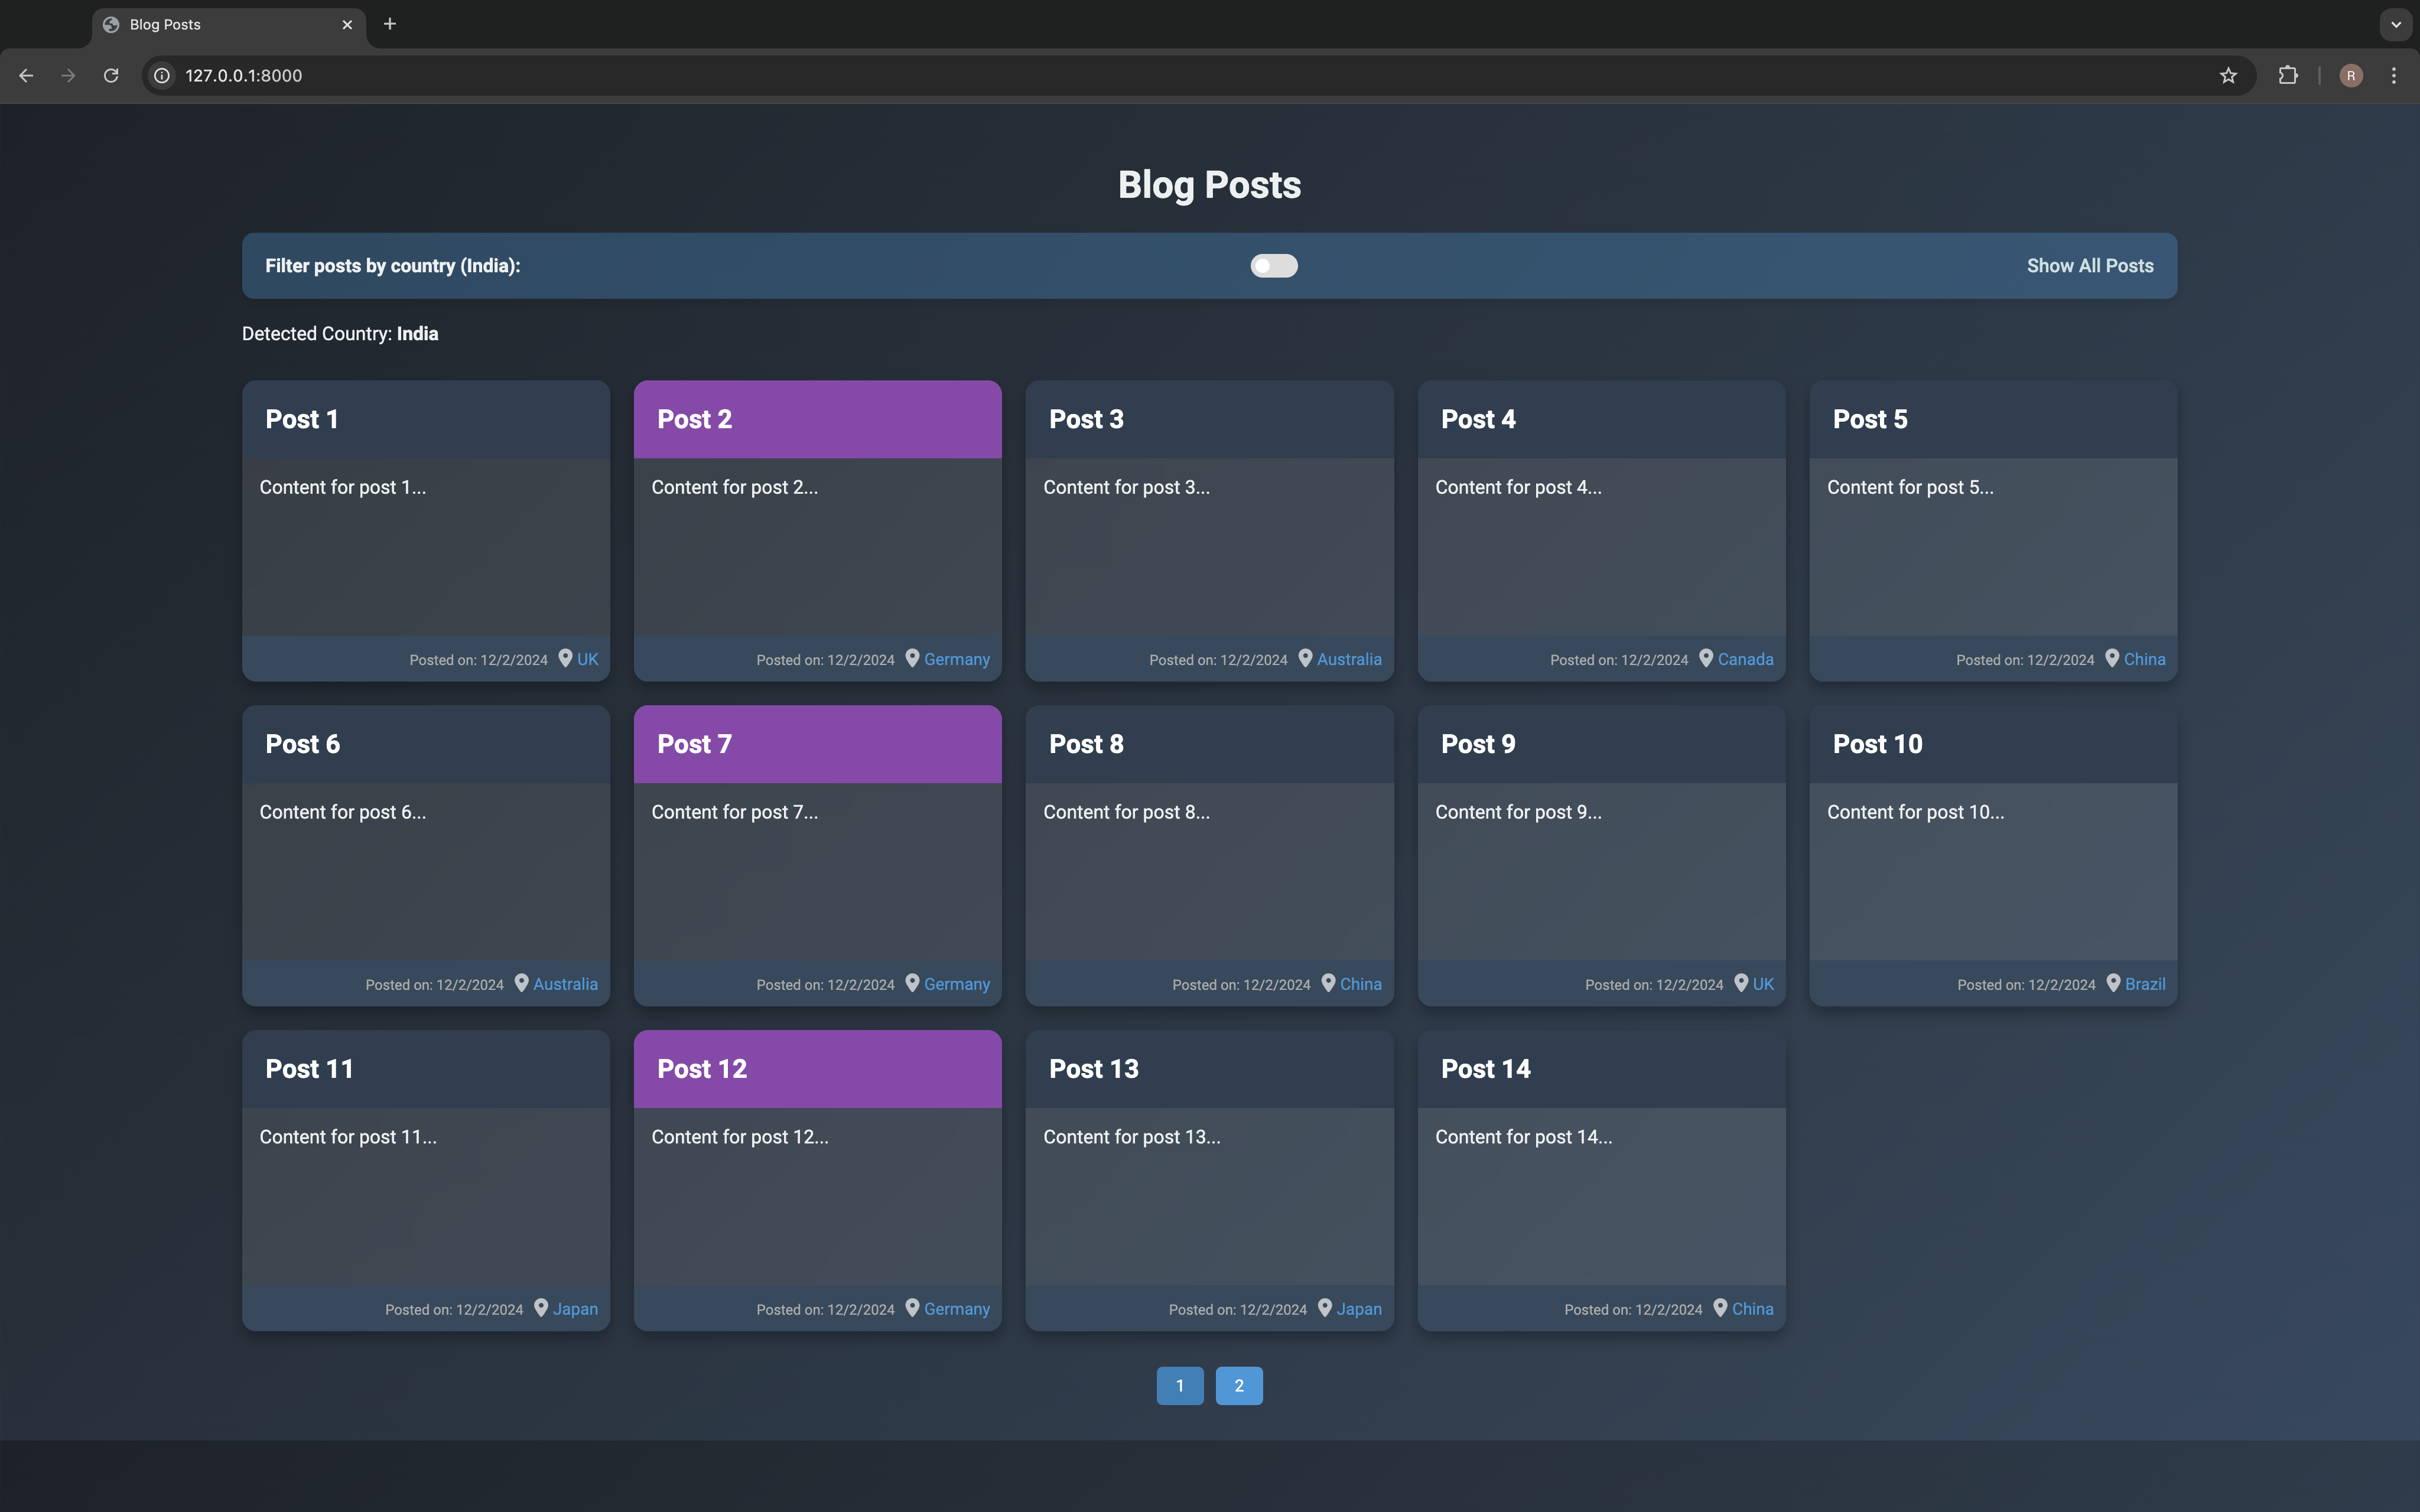 Blog Posts
127.0.0.1:8000
R
Blog Posts
Filter posts by country (India):
Show All Posts
Detected Country: India
Post 1
Content for post 1...
Posted on: 12/2/2024 UK
Post 2
Content for post 2...
Posted on: 12/2/2024 Germany
Post 3
Content for post 3...
Posted on: 12/2/2024 Australia
Post 4
Content for post 4...
Posted on: 12/2/2024 Canada
Post 5
Content for post 5...
Posted on: 12/2/2024 China
Post 6
Content for post 6...
Posted on: 12/2/2024 Australia
Post 7
Content for post 7...
Posted on: 12/2/2024 Germany
Post 8
Content for post 8...
Posted on: 12/2/2024 China
Post 9
Content for post 9...
Posted on: 12/2/2024 UK
Post 10
Content for post 10...
Posted on: 12/2/2024 Brazil
Post 11
Content for post 11...
Posted on: 12/2/2024 Japan
Post 12
Content for post 12...
Posted on: 12/2/2024 Germany
Post 13
Content for post 13...
Posted on: 12/2/2024 Japan
Post 14
Content for post 14...
Posted on: 12/2/2024 China
1 2